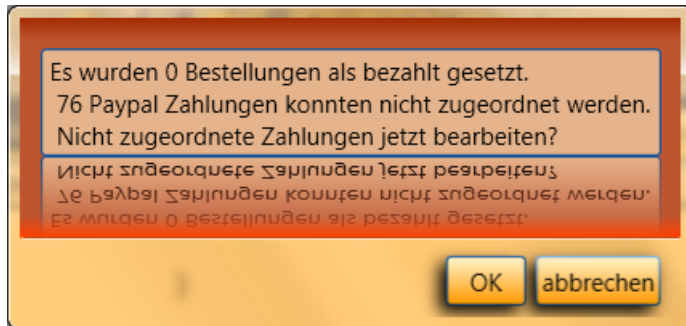 Es wurden 0 Bestellungen als bezahlt gesetzt.
76 Paypal Zahlungen konnten nicht zugeordnet werden.
Nicht zugeordnete Zahlungen jetzt bearbeiten?
OK abbrechen